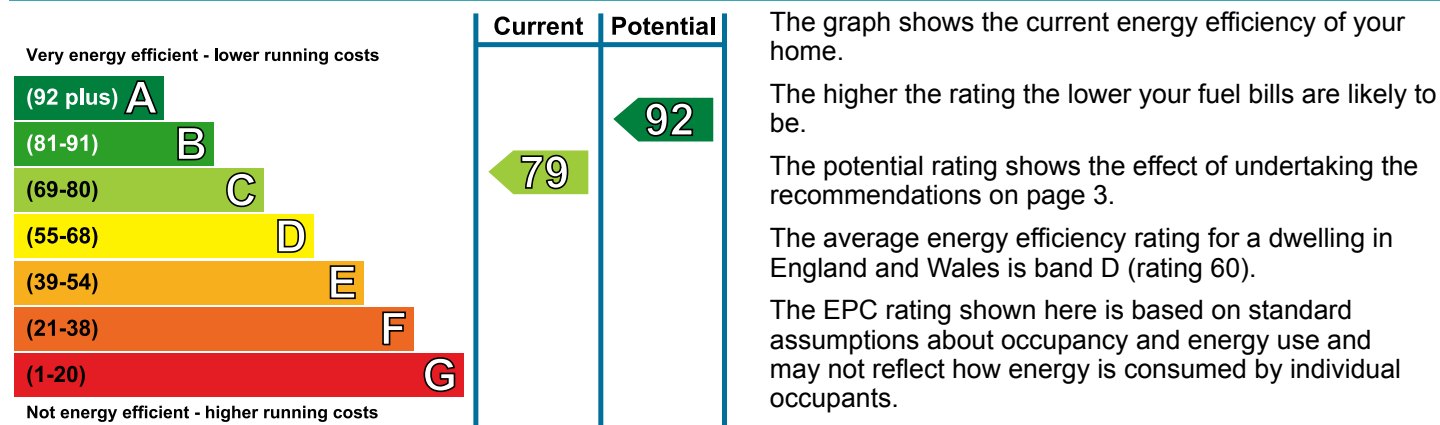 Current Potential
Very energy efficient - lower running costs
(92 plus) A
(81-91) B
(69-80) C
(55-68) D
(39-54) E
(21-38) F
(1-20) G
Not energy efficient - higher running costs
79
92
The graph shows the current energy efficiency of your
home.
The higher the rating the lower your fuel bills are likely to
be.
The potential rating shows the effect of undertaking the
recommendations on page 3.
The average energy efficiency rating for a dwelling in
England and Wales is band D (rating 60).
The EPC rating shown here is based on standard
assumptions about occupancy and energy use and
may not reflect how energy is consumed by individual
occupants.